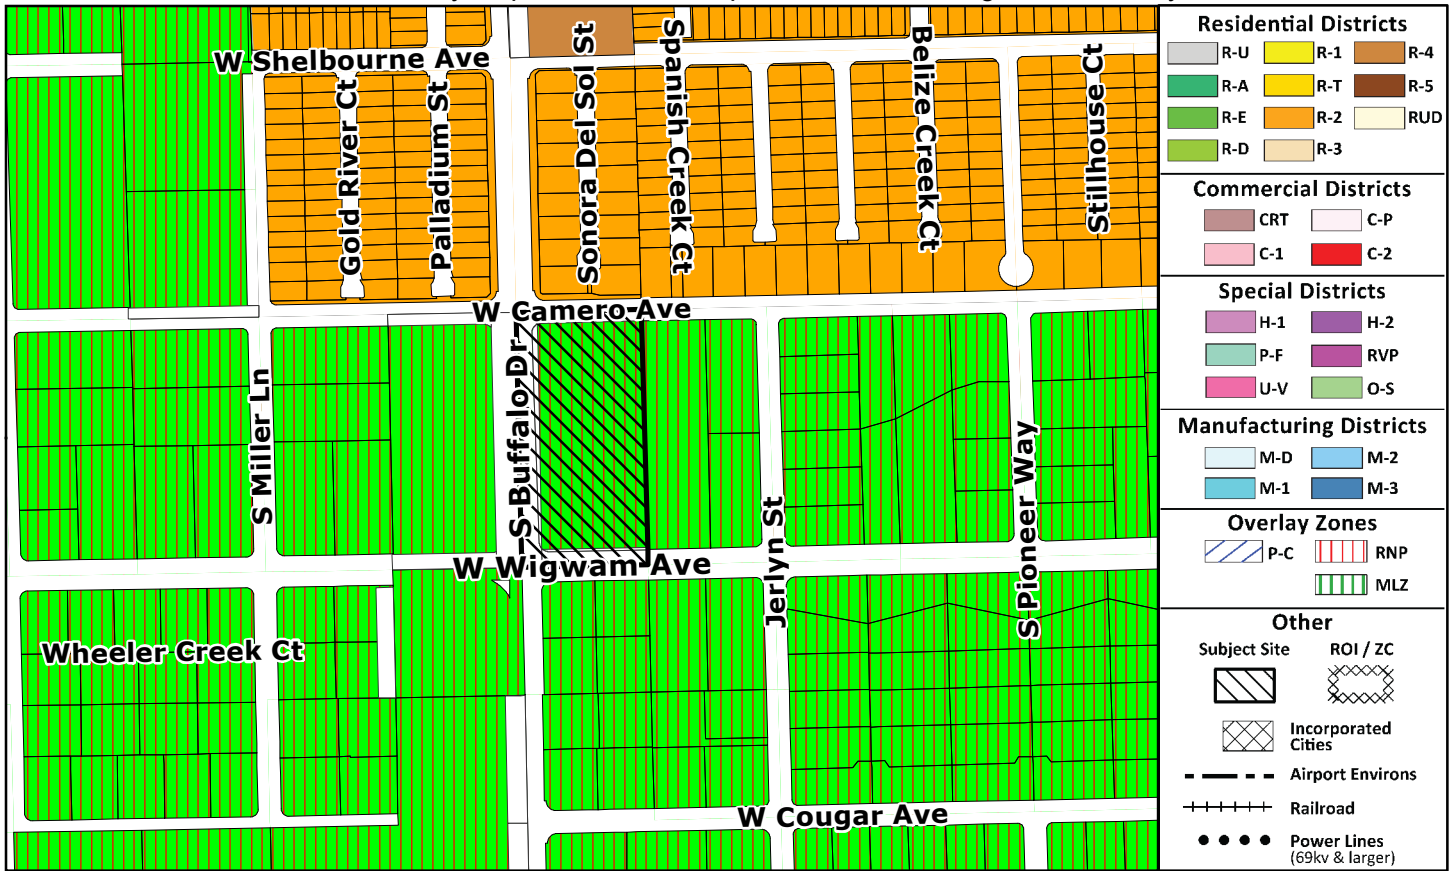 W Shelbourne Ave
Gold River Ct
Palladium St
Sonora Del Sol St
Spanish Creek Ct
Belize Creek Ct
Stillhouse Ct
W Camero Ave
S Miller Ln
S Buffalo Dr
W Wigwam Ave
Jerlyn St
S Pioneer Way
Wheeler Creek Ct
W Cougar Ave
Residential Districts
R-U R-1 R-4
R-A R-T R-5
R-E R-2 RUD
R-D R-3
Commercial Districts
CRT C-P
C-1 C-2
Special Districts
H-1 H-2
P-F RVP
U-V O-S
Manufacturing Districts
M-D M-2
M-1 M-3
Overlay Zones
P-C RNP
MLZ
Other
Subject Site ROI / ZC
Incorporated
Cities
Airport Environs
Railroad
Power Lines
(69kv & larger)